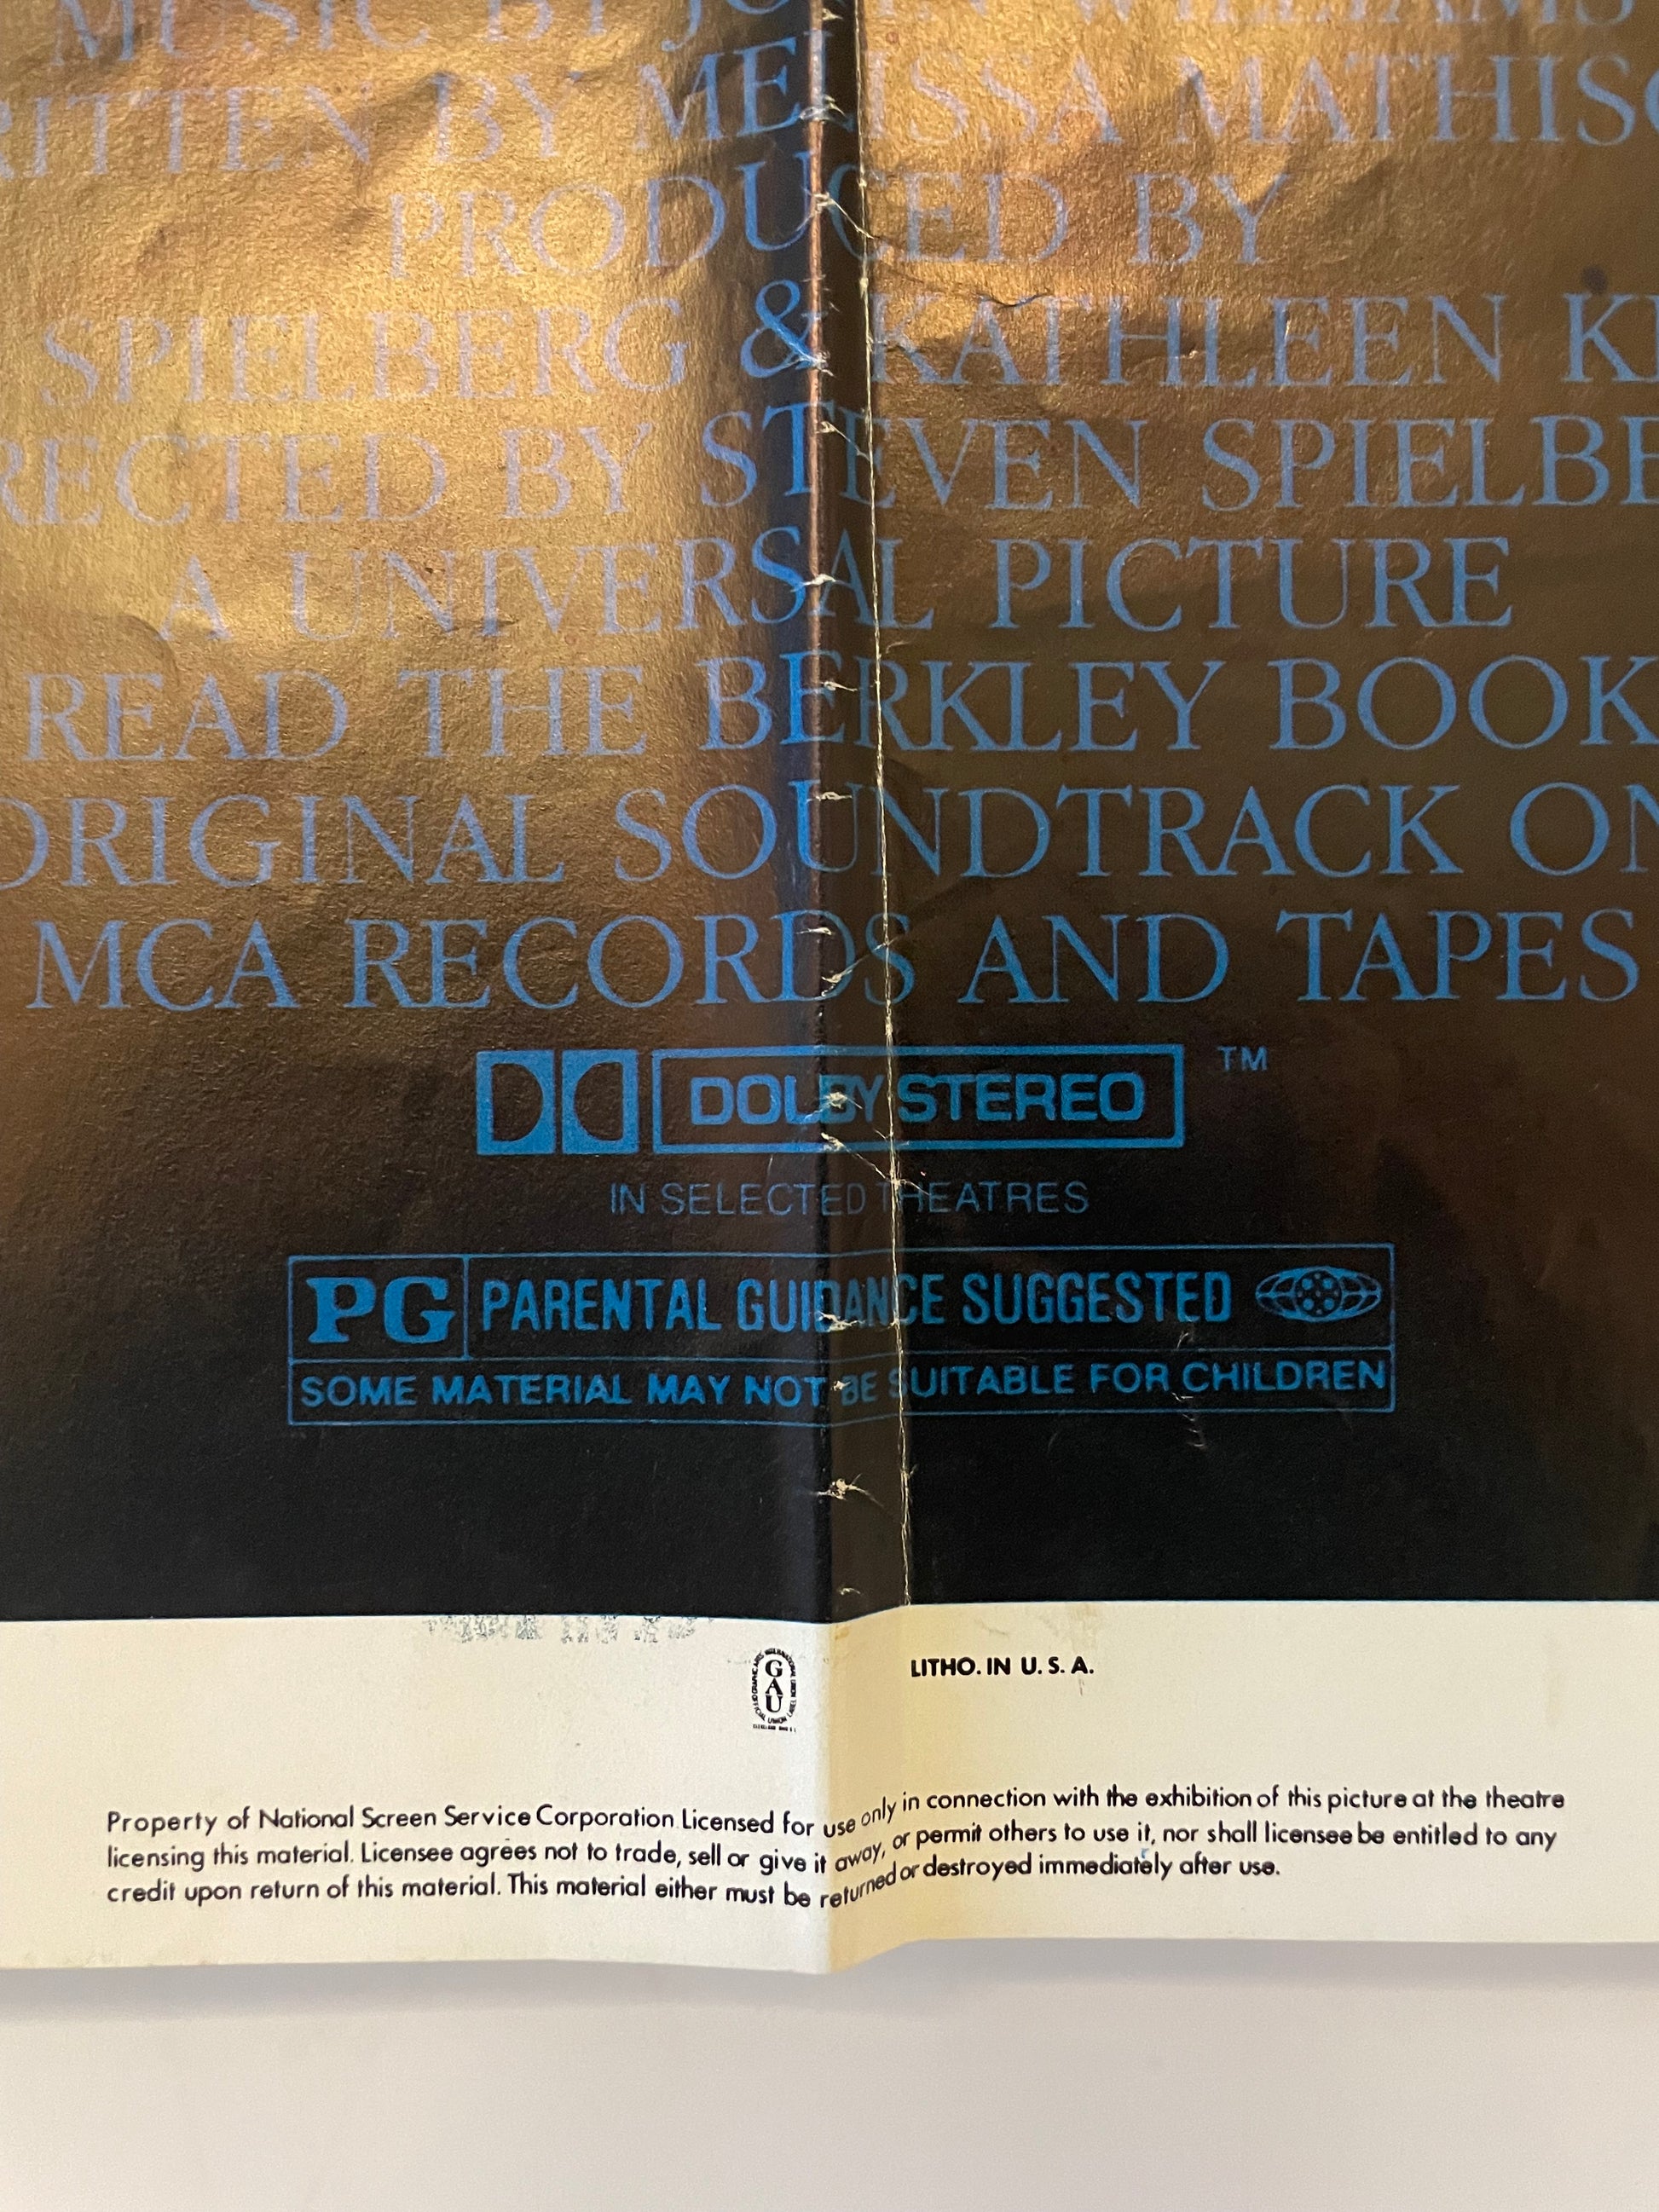 MUSIC BY JOHN WILLIAMS
RITTEN BY MELISSA MATHISO
PRODUCED BY
SPIELBERG & KATHLEEN KE
RECTED BY STEVEN SPIELBE
A UNIVERSAL PICTURE
READ THE BERKLEY BOOK
ORIGINAL SOUNDTRACK ON
MCA RECORDS AND TAPES
DOLBY STEREO TM
IN SELECTED THEATRES
PG PARENTAL GUIDANCE SUGGESTED
SOME MATERIAL MAY NOT BE SUITABLE FOR CHILDREN
GAU
LITHO. IN U. S. A.
Property of National Screen Service Corporation Licensed for use only in connection with the exhibition of this picture at the theatre
licensing this material. Licensee agrees not to trade, sell or give it away, or permit others to use it, nor shall licensee be entitled to any
credit upon return of this material. This material either must be returned or destroyed immediately after use.